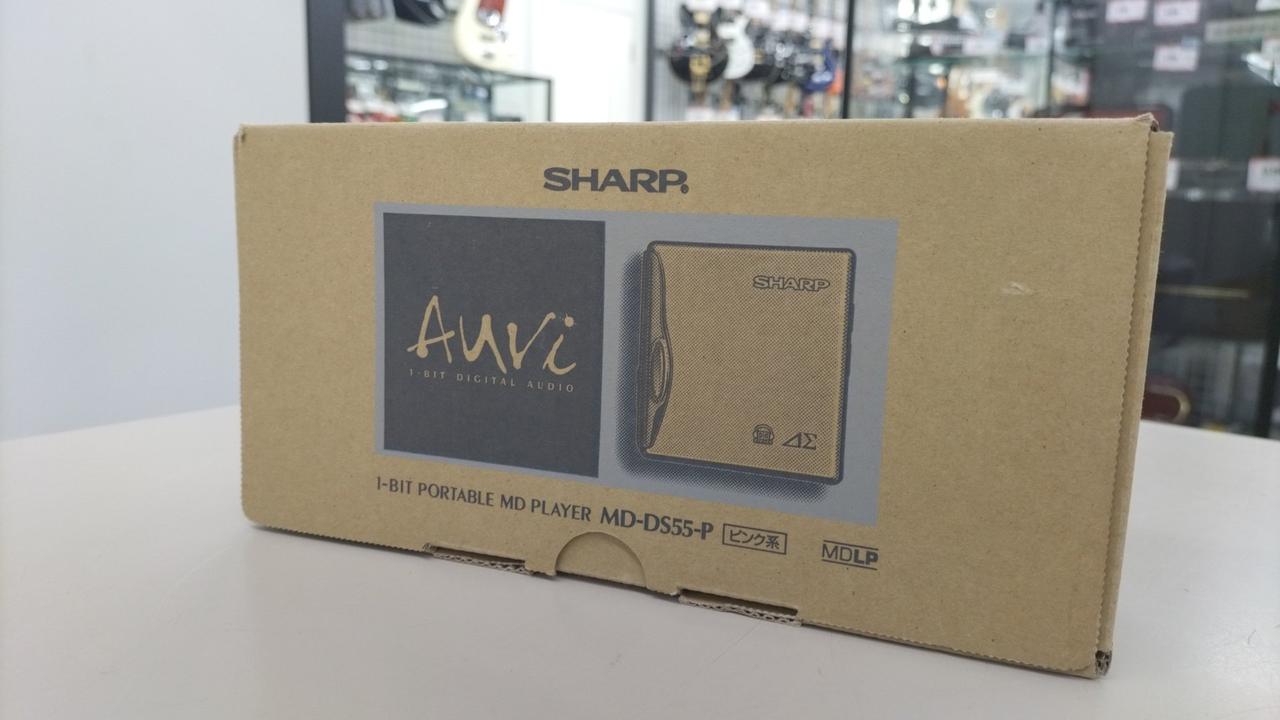 SHARP
Auvi
1-BIT DIGITAL AUDIO
SHARP
ΔΣ
1-BIT PORTABLE MD PLAYER MD-DS55-P ピンク系
MDLP